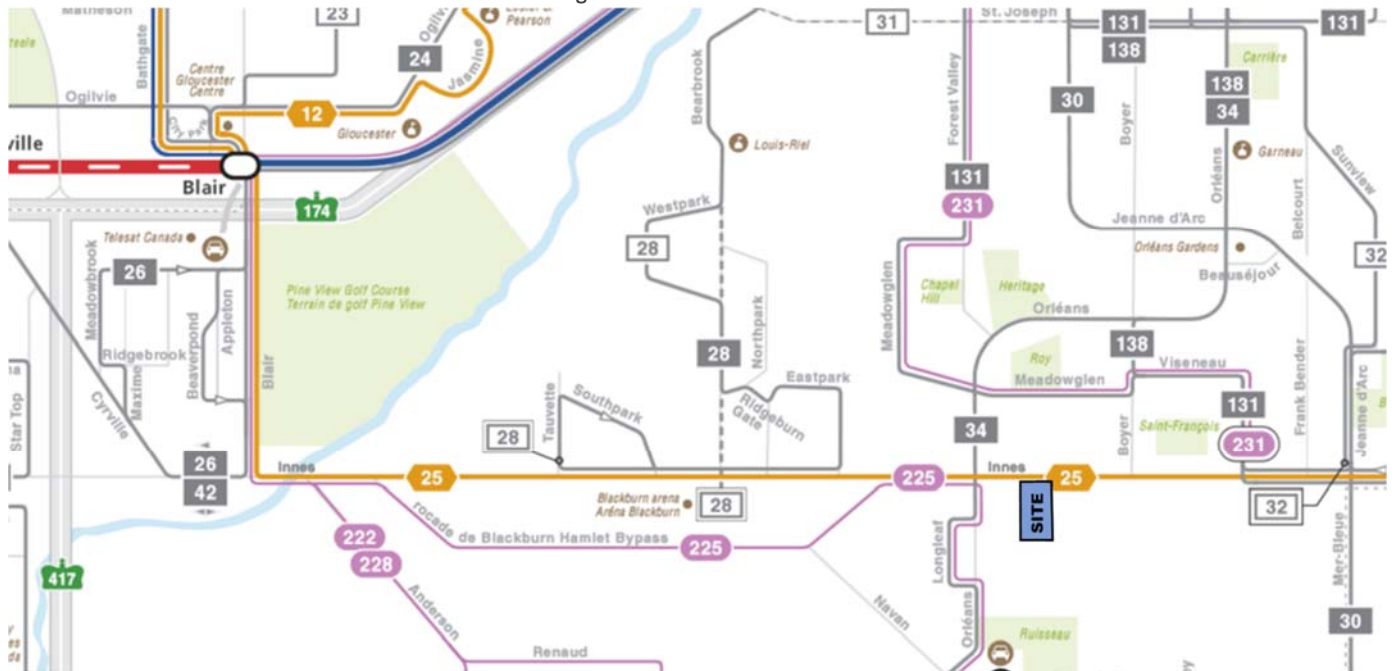 Matheson
23
Pearson
24
Ogilvie
Jasmine
Bathgate
Centre
Gloucester
Centre
Ogilvie
City Park
12
Gloucester
Blair
174
Telesat Canada
26
Meadowbrook
Appleton
Beaverpond
Ridgebrook
Maxime
Cyrville
Star Top
Blair
Pine View Golf Course
Terrain de golf Pine View
26
42
417
Innes
25
222
228
Anderson
Renaud
rocade de Blackburn Hamlet Bypass
225
Blackburn arena
Aréna Blackburn
28
28
Tauvette
Southpark
Eastpark
Ridgeburn
Gate
Northpark
28
Westpark
28
Bearbrook
Louis-Riel
31
St. Joseph
Forest Valley
131
231
Meadowglen
Chapel
Hill
Heritage
Orléans
Roy
Meadowglen
34
225
Innes
25
SITE
Longleaf
Orléans
Navan
Ruisseau
30
131
138
Boyer
138
34
Orléans
Carrière
Garneau
131
Sunview
Belcourt
Jeanne d'Arc
Orléans Gardens
Beauséjour
32
138
Viseneau
131
231
Saint-François
Boyer
Frank Bender
Jeanne d'Arc
32
Mer-Bleue
30